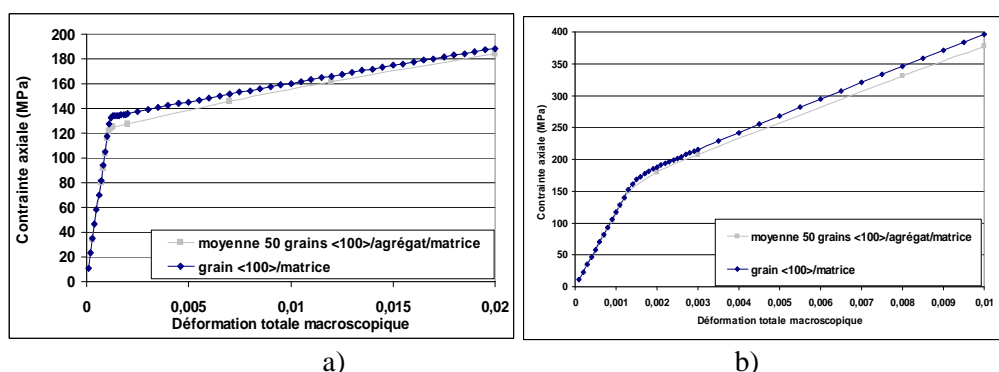 200
180
160
140
120
100
80
60
40
20
0
Contrainte axiale (MPa)
moyenne 50 grains <100>/agrégat/matrice
grain <100>/matrice
0 0,005 0,01 0,015 0,02
Déformation totale macroscopique
a)
400
350
300
250
200
150
100
50
0
Contrainte axiale (MPa)
moyenne 50 grains <100>/agrégat/matrice
grain <100>/matrice
0 0,001 0,002 0,003 0,004 0,005 0,006 0,007 0,008 0,009 0,01
Déformation totale macroscopique
b)